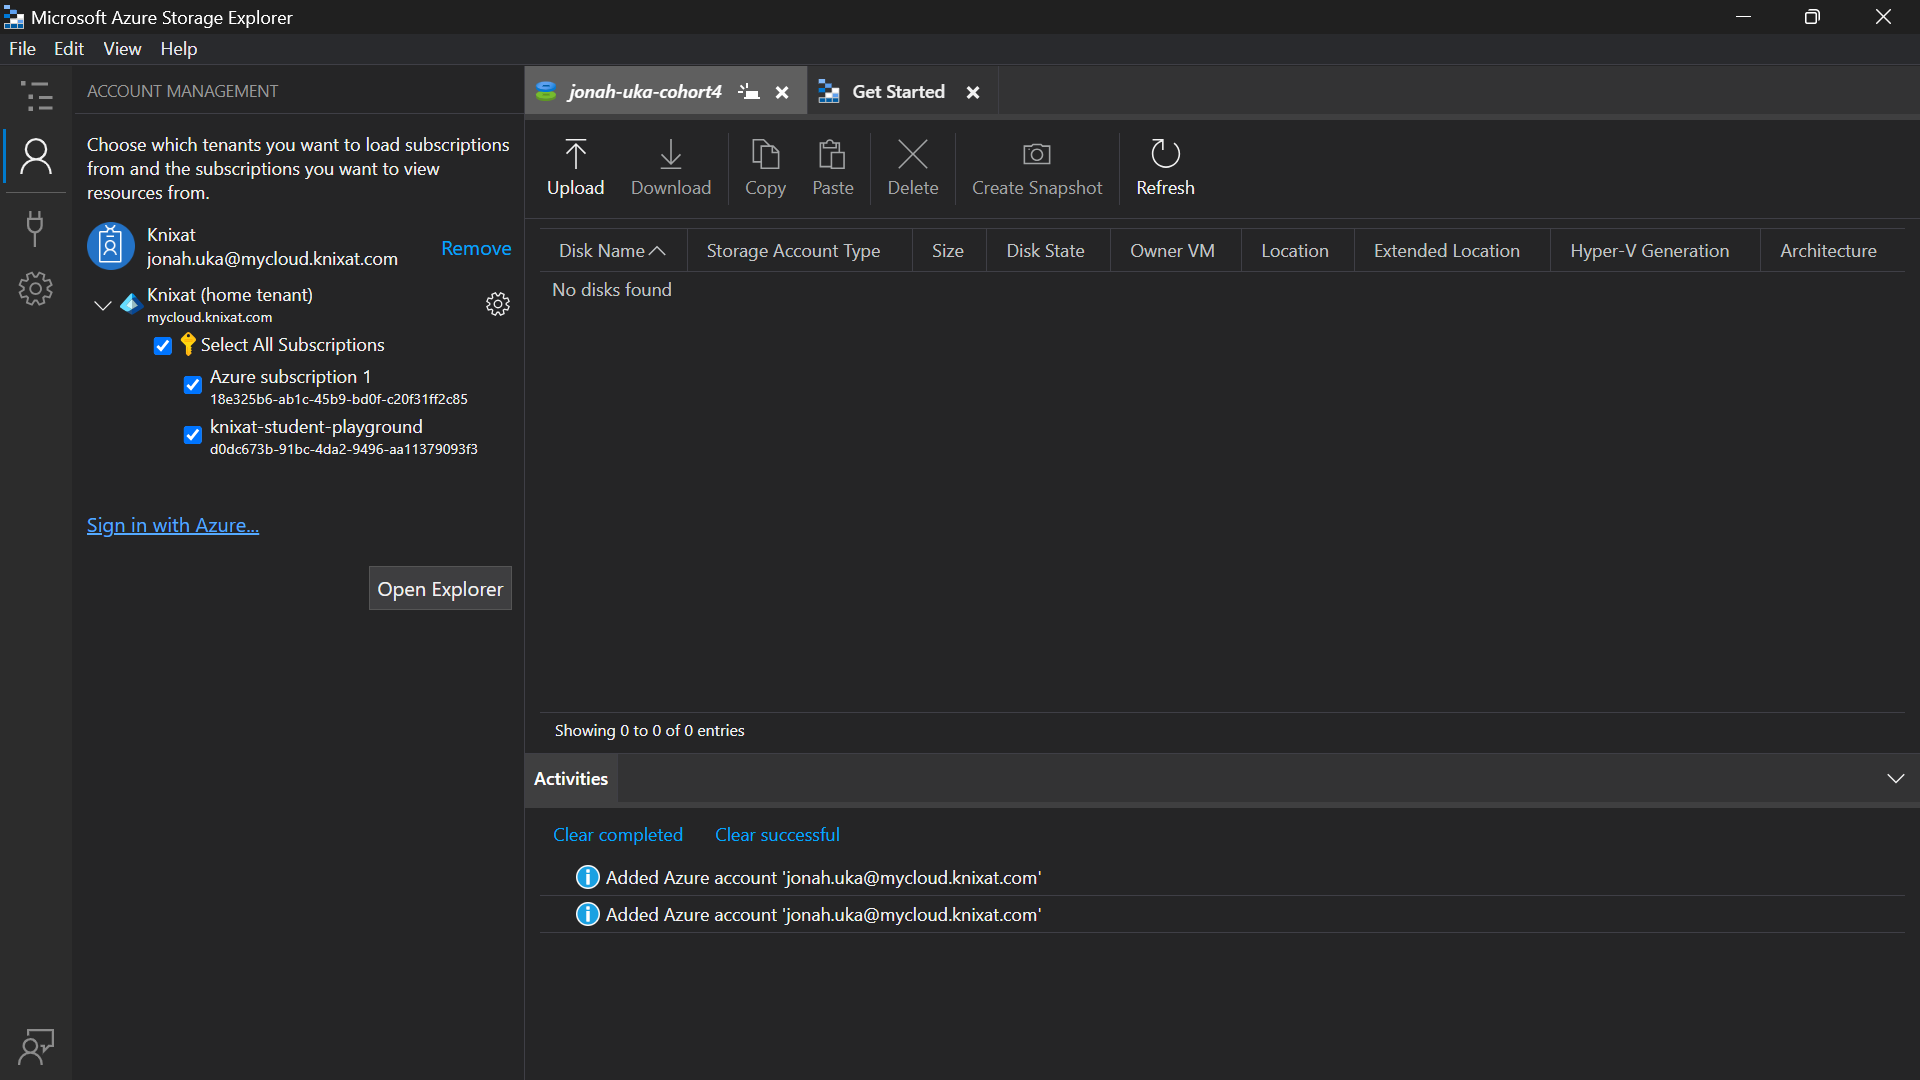 Microsoft Azure Storage Explorer
File Edit View Help
ACCOUNT MANAGEMENT
Choose which tenants you want to load subscriptions
from and the subscriptions you want to view
resources from.
Knixat
jonah.uka@mycloud.knixat.com
Remove
Knixat (home tenant)
mycloud.knixat.com
Select All Subscriptions
Azure subscription 1
18e325b6-ab1c-45b9-bd0f-c20f31ff2c85
knixat-student-playground
d0dc673b-91bc-4da2-9496-aa11379093f3
Sign in with Azure...
Open Explorer
jonah-uka-cohort4
Get Started
Upload Download Copy Paste Delete Create Snapshot Refresh
Disk Name Storage Account Type Size Disk State Owner VM Location Extended Location Hyper-V Generation Architecture
No disks found
Showing 0 to 0 of 0 entries
Activities
Clear completed Clear successful
Added Azure account 'jonah.uka@mycloud.knixat.com'
Added Azure account 'jonah.uka@mycloud.knixat.com'